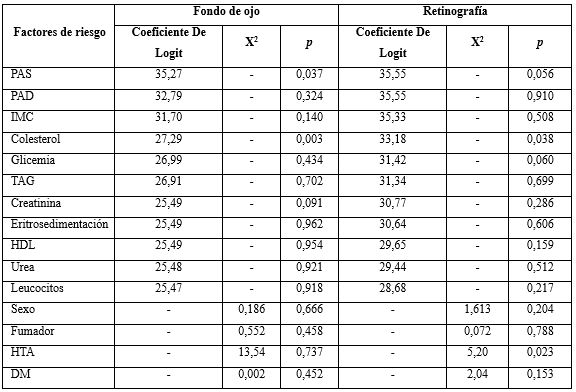 Factores de riesgo Fondo de ojo Retinografía
Coeficiente De Logit X² p Coeficiente De Logit X² p
PAS 35,27 - 0,037 35,55 - 0,056
PAD 32,79 - 0,324 35,55 - 0,910
IMC 31,70 - 0,140 35,33 - 0,508
Colesterol 27,29 - 0,003 33,18 - 0,038
Glicemia 26,99 - 0,434 31,42 - 0,060
TAG 26,91 - 0,702 31,34 - 0,699
Creatinina 25,49 - 0,091 30,77 - 0,286
Eritrosedimentación 25,49 - 0,962 30,64 - 0,606
HDL 25,49 - 0,954 29,65 - 0,159
Urea 25,48 - 0,921 29,44 - 0,512
Leucocitos 25,47 - 0,918 28,68 - 0,217
Sexo - 0,186 0,666 - 1,613 0,204
Fumador - 0,552 0,458 - 0,072 0,788
HTA - 13,54 0,737 - 5,20 0,023
DM - 0,002 0,452 - 2,04 0,153